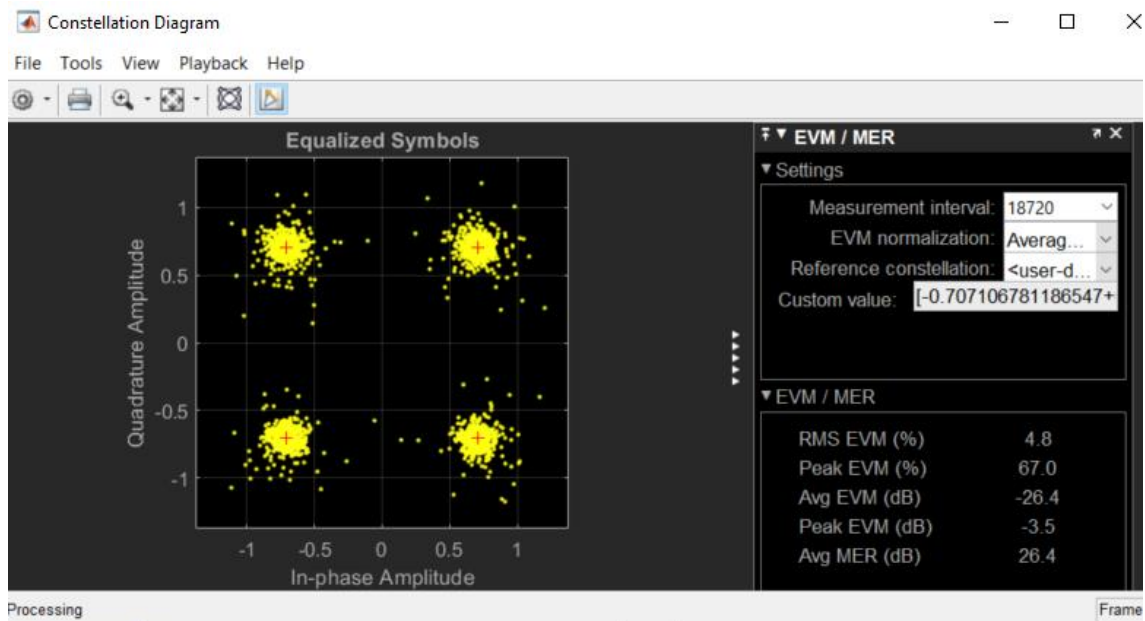 Constellation Diagram
File Tools View Playback Help
Equalized Symbols
1
0.5
0
-0.5
-1
Quadrature Amplitude
-1 -0.5 0 0.5 1
In-phase Amplitude
EVM / MER
Settings
Measurement interval: 18720
EVM normalization: Averag...
Reference constellation: <user-d...
Custom value: [-0.707106781186547+
EVM / MER
RMS EVM (%) 4.8
Peak EVM (%) 67.0
Avg EVM (dB) -26.4
Peak EVM (dB) -3.5
Avg MER (dB) 26.4
Processing Frame